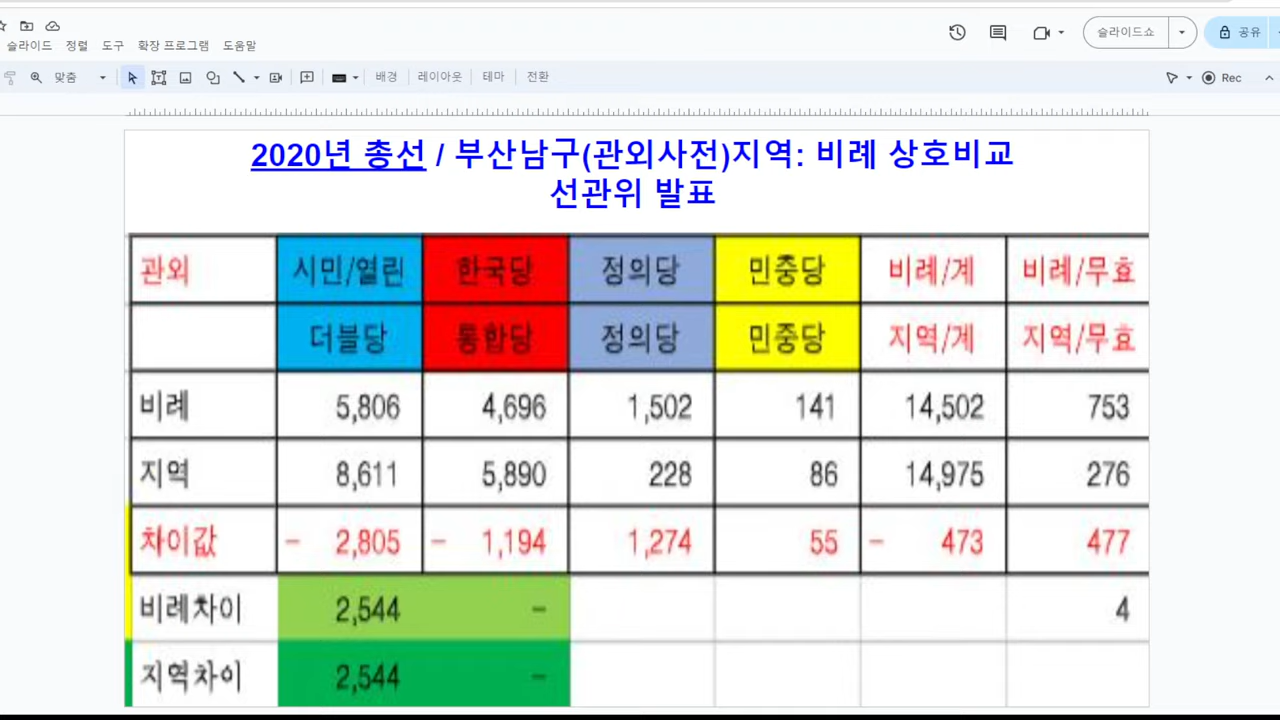 슬라이드 정렬 도구 확장 프로그램 도움말
슬라이드쇼
공유
맞춤
배경 레이아웃 테마 전환
Rec
2020년 총선 / 부산남구(관외사전)지역: 비례 상호비교
선관위 발표
관외 시민/열린 한국당 정의당 민중당 비례/계 비례/무효
더블당 통합당 정의당 민중당 지역/계 지역/무효
비례 5,806 4,696 1,502 141 14,502 753
지역 8,611 5,890 228 86 14,975 276
차이값 - 2,805 - 1,194 1,274 55 - 473 477
비례차이 2,544 - 4
지역차이 2,544 -